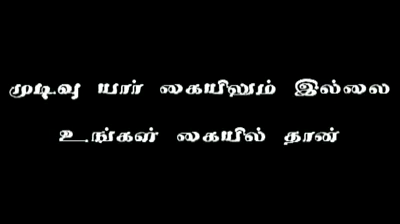 முடிவு யார் கையிலும் இல்லை
உங்கள் கையில் தான்